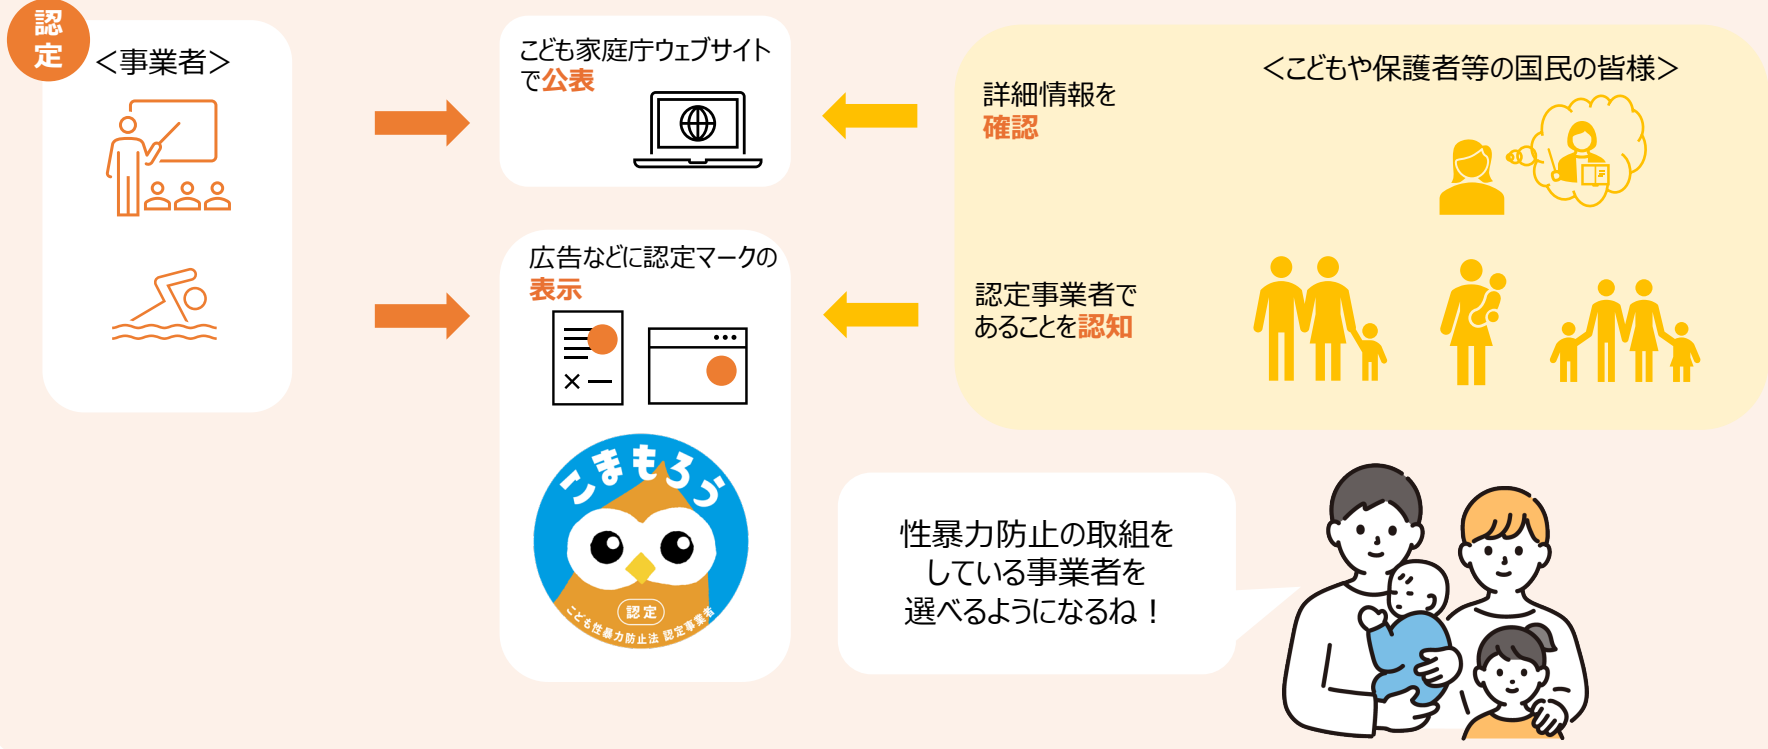 認
定
＜事業者＞
こども家庭庁ウェブサイト
で公表
広告などに認定マークの
表示
こまもろう
認定
こども性暴力防止法 認定事業者
＜こどもや保護者等の国民の皆様＞
詳細情報を
確認
認定事業者で
あることを認知
性暴力防止の取組を
している事業者を
選べるようになるね！